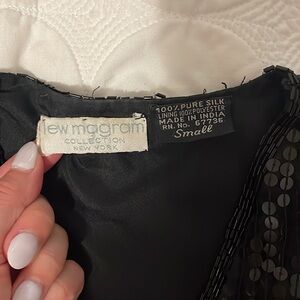 lew magram
COLLECTION
NEW YORK
100% PURE SILK
LINING 100% POLYESTER
MADE IN INDIA
RN. No. 67736
Small